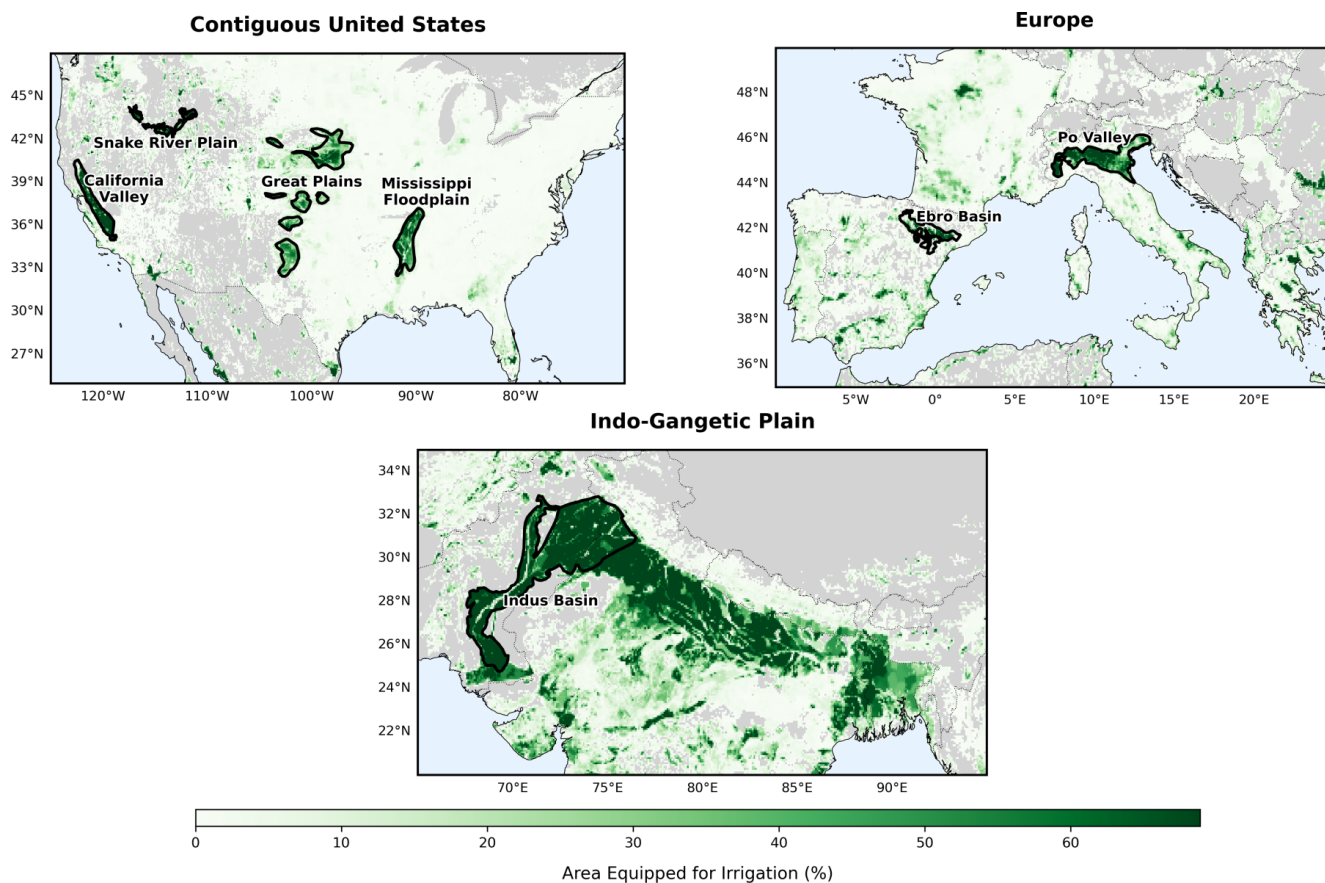 Contiguous United States
Europe
45°N
42°N
39°N
36°N
33°N
30°N
27°N
Snake River Plain
California
Valley
Great Plains
Mississippi
Floodplain
120°W
110°W
100°W
90°W
80°W
48°N
46°N
44°N
42°N
40°N
38°N
36°N
Po Valley
Ebro Basin
5°W
0°
5°E
10°E
15°E
20°E
Indo-Gangetic Plain
34°N
32°N
30°N
28°N
26°N
24°N
22°N
Indus Basin
70°E
75°E
80°E
85°E
90°E
0
10
20
30
40
50
60
Area Equipped for Irrigation (%)